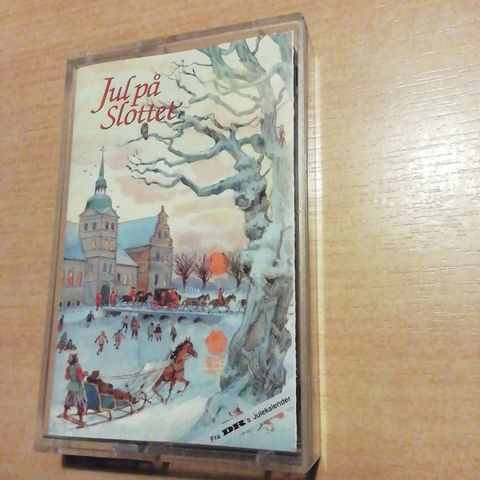 Jul på
Slottet
Fra DR's Julekalender